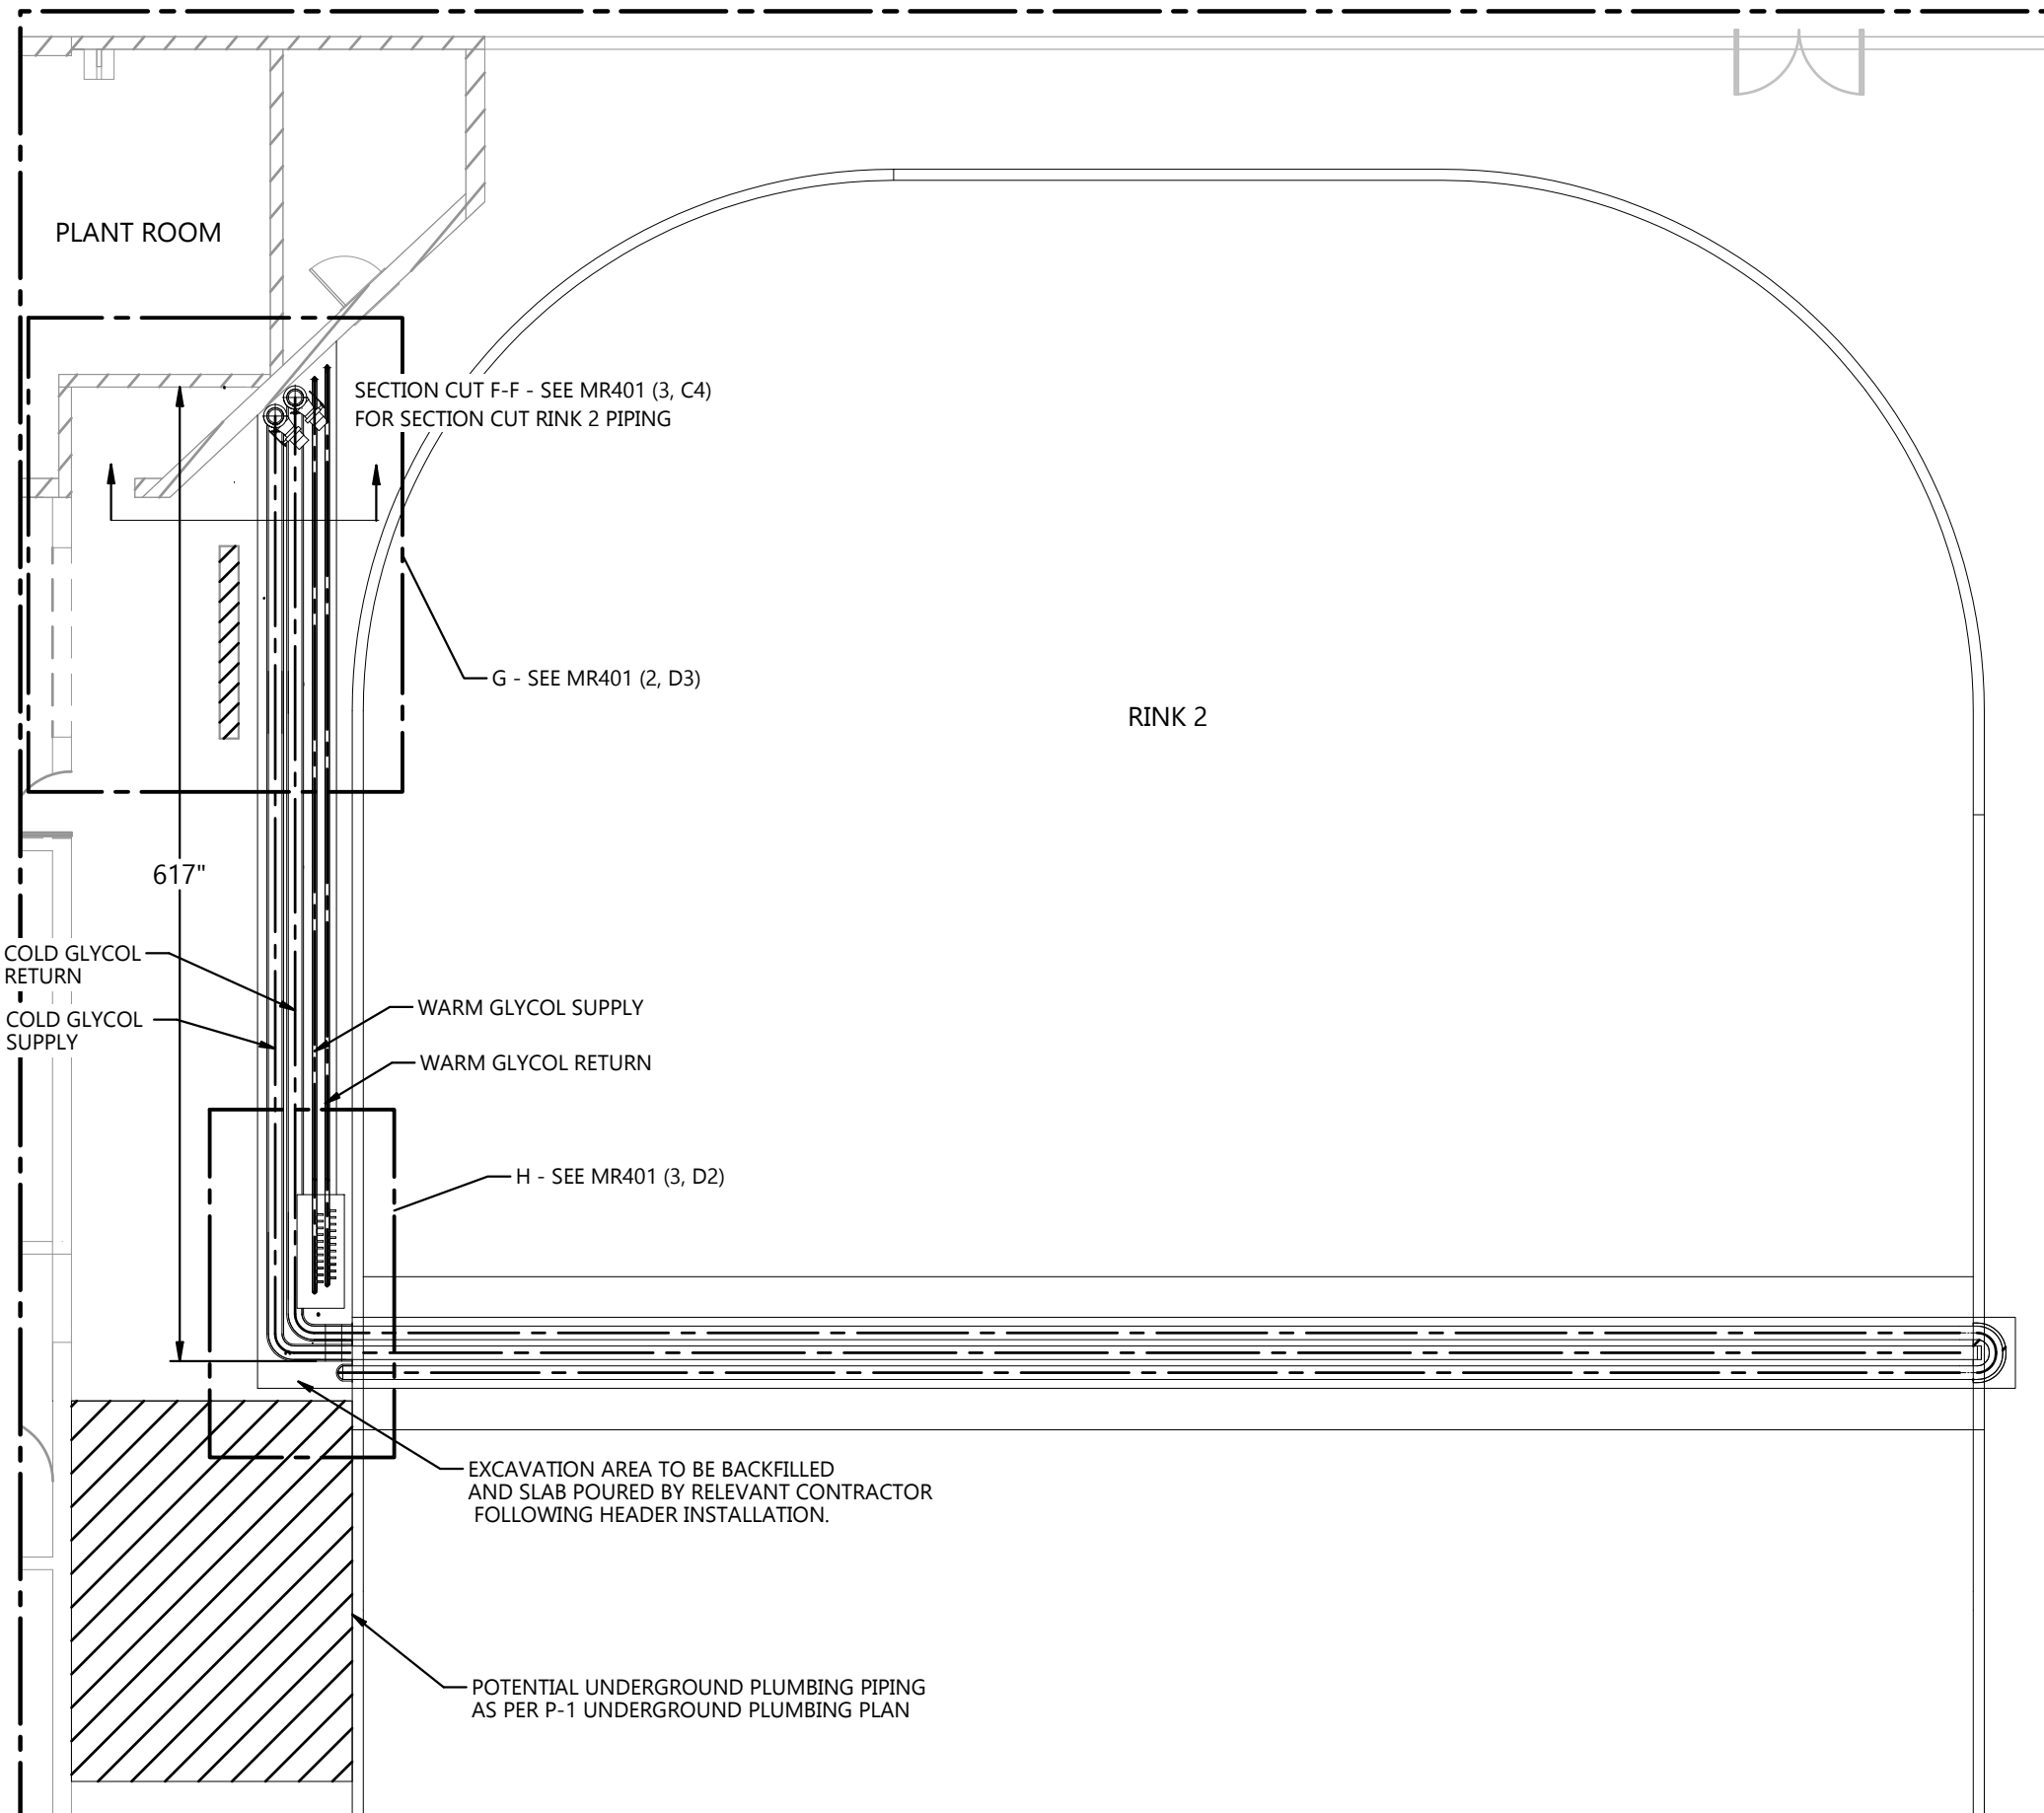 PLANT ROOM
SECTION CUT F-F - SEE MR401 (3, C4)
FOR SECTION CUT RINK 2 PIPING
G - SEE MR401 (2, D3)
RINK 2
617"
COLD GLYCOL
RETURN
COLD GLYCOL
SUPPLY
WARM GLYCOL SUPPLY
WARM GLYCOL RETURN
H - SEE MR401 (3, D2)
EXCAVATION AREA TO BE BACKFILLED
AND SLAB POURED BY RELEVANT CONTRACTOR
FOLLOWING HEADER INSTALLATION.
POTENTIAL UNDERGROUND PLUMBING PIPING
AS PER P-1 UNDERGROUND PLUMBING PLAN